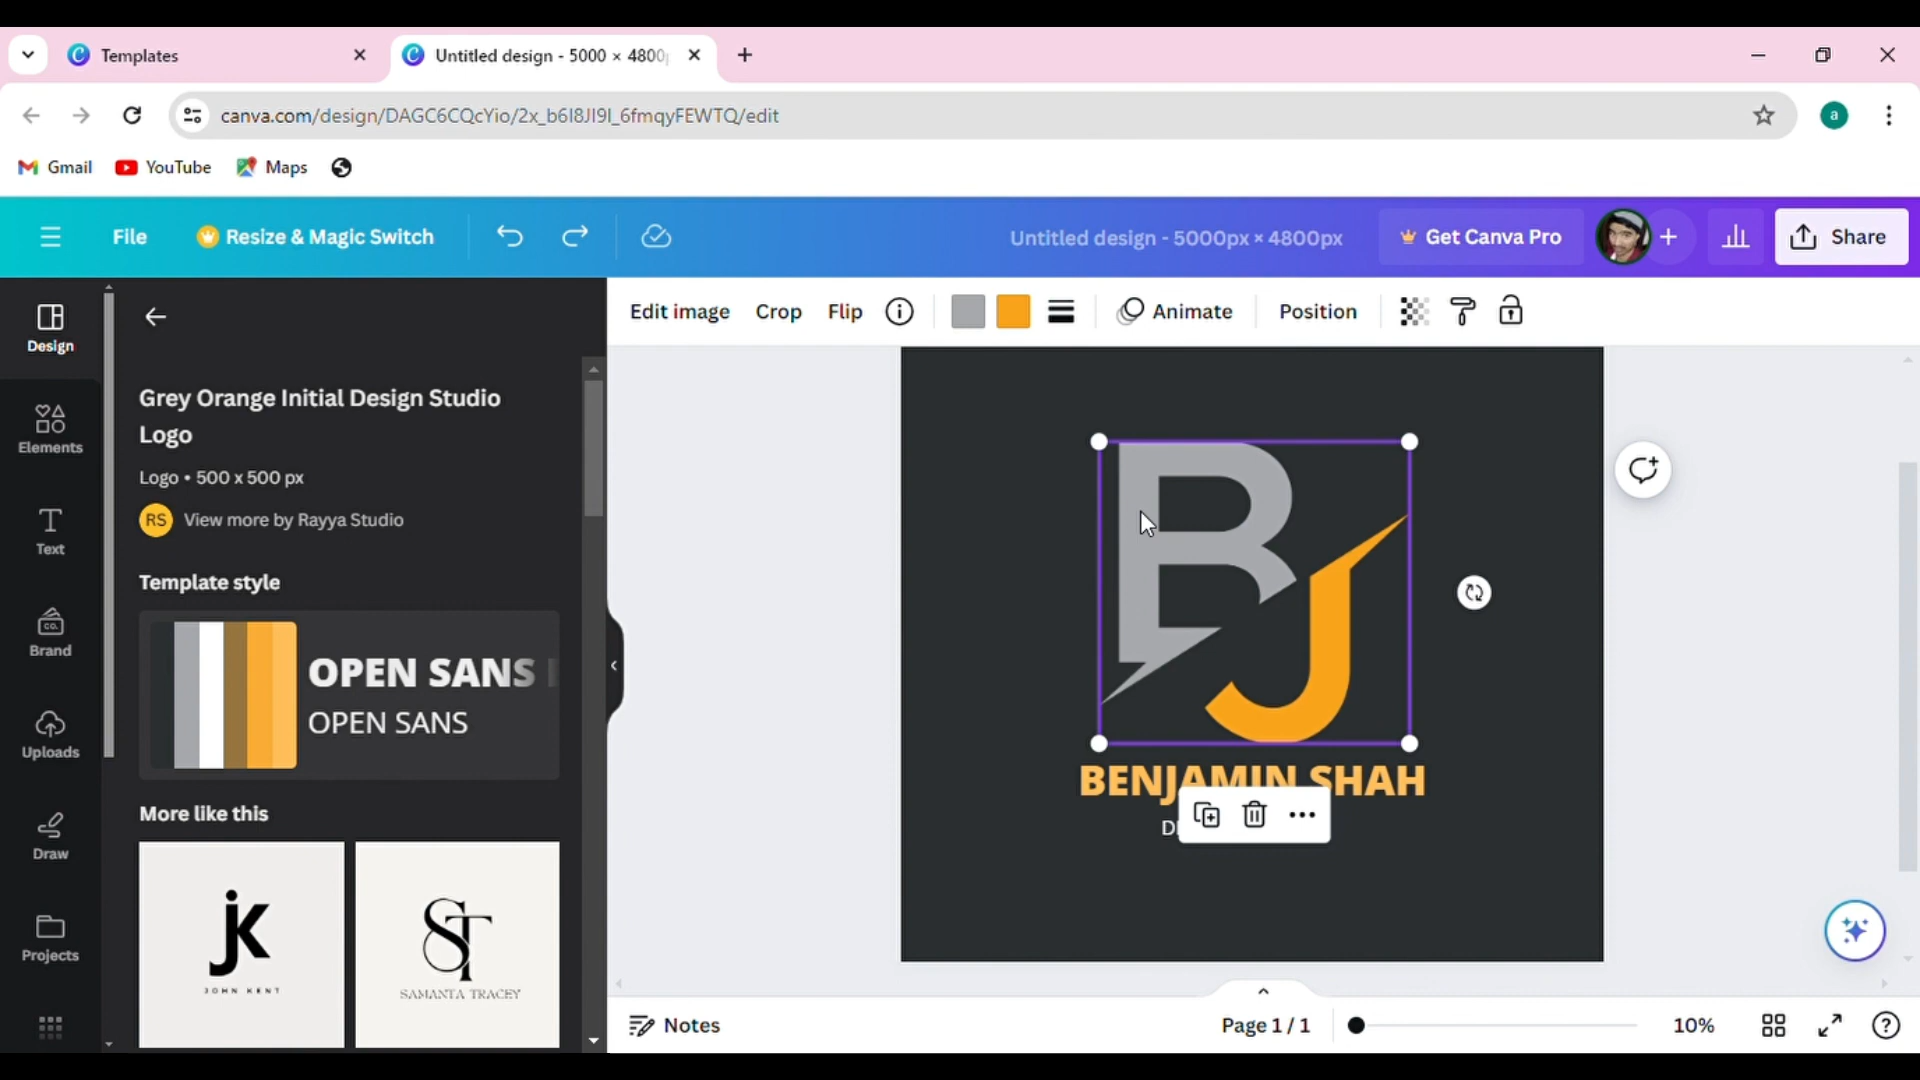 Templates
Untitled design - 5000 × 4800
canva.com/design/DAGC6CQcYio/2x_b6I8JI9I_6fmqyFEWTQ/edit
a
Gmail
YouTube
Maps
File
Resize & Magic Switch
Untitled design - 5000px × 4800px
Get Canva Pro
Share
Design
Elements
Text
Brand
Uploads
Draw
Projects
Grey Orange Initial Design Studio
Logo
Logo • 500 x 500 px
RS View more by Rayya Studio
Template style
OPEN SANS
OPEN SANS
More like this
jK
JOHN KENT
ST
SAMANTA TRACEY
Edit image
Crop
Flip
Animate
Position
BJ
BENJAMIN SHAH
Notes
Page 1 / 1
10%